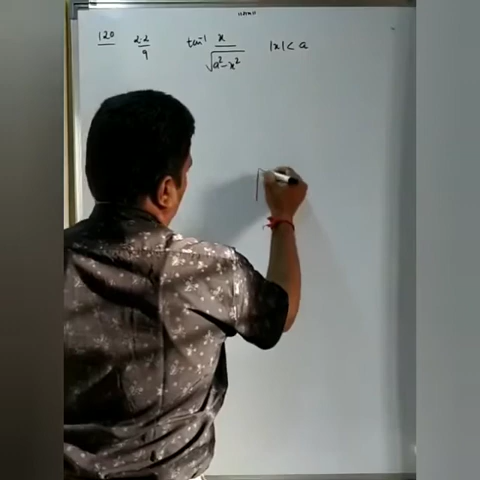 120 2.2/9 tan⁻¹ x/√(a²-x²) |x| < a